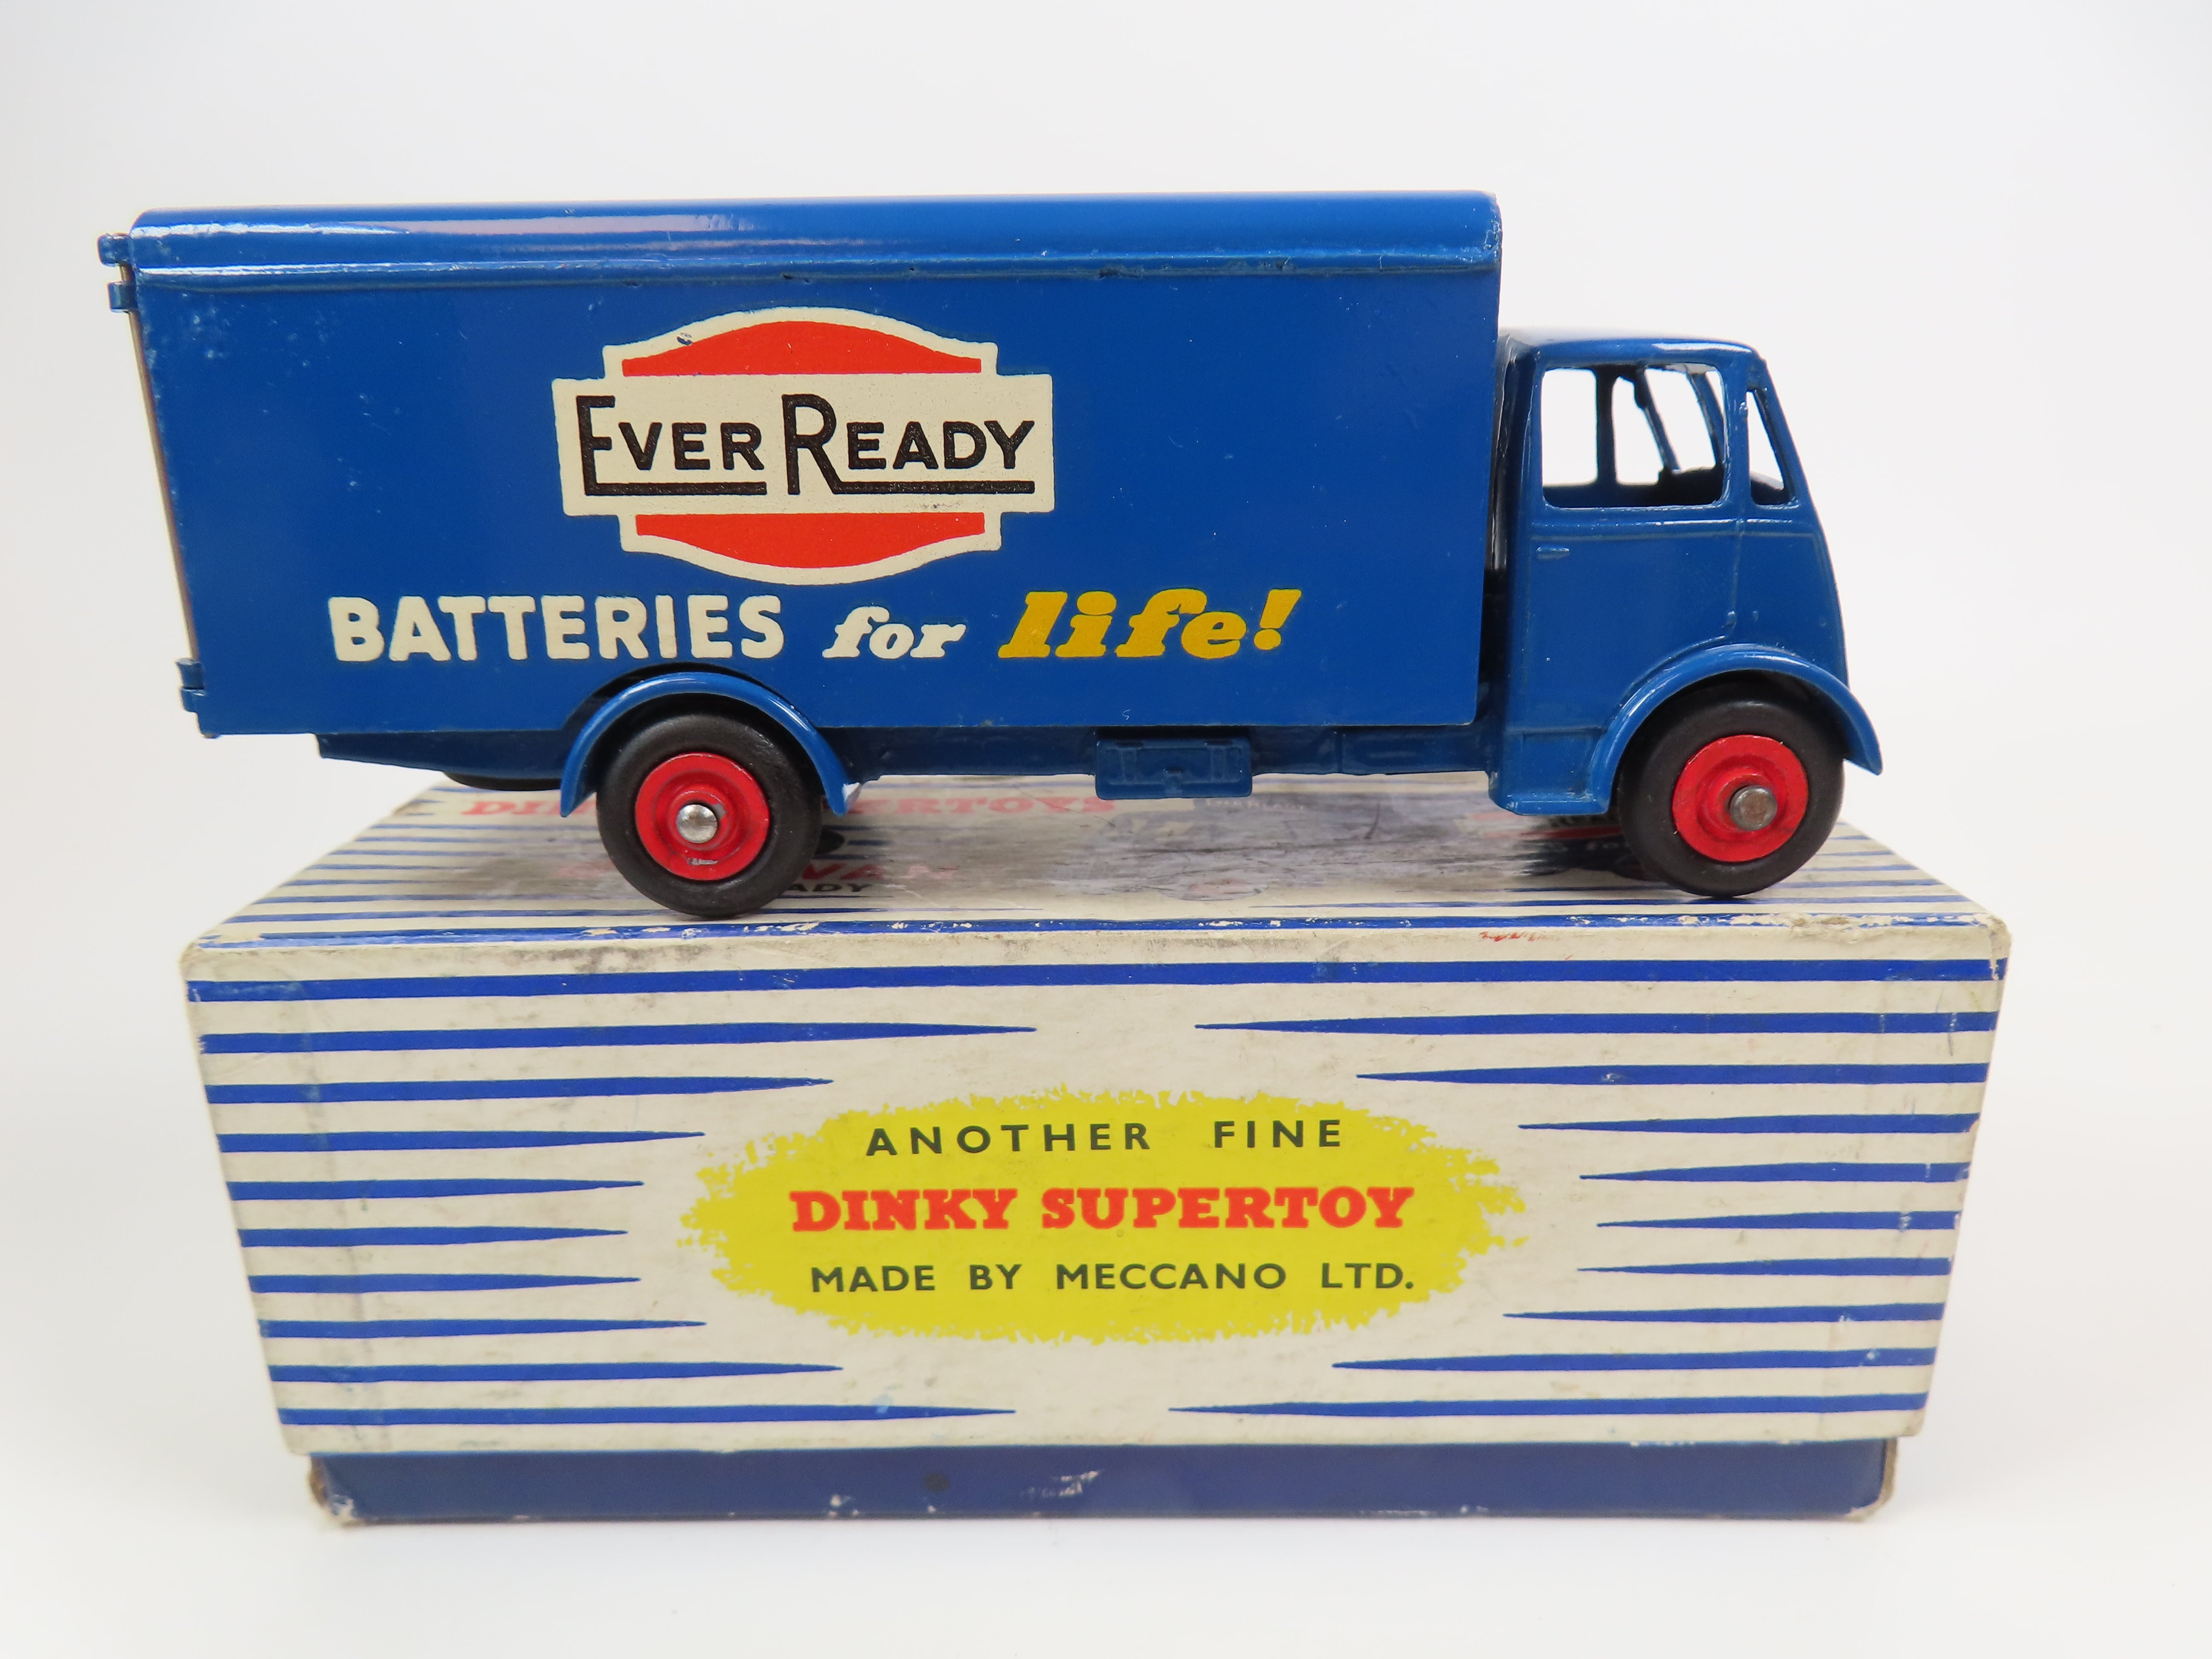 EVER READY
BATTERIES for life!
ANOTHER FINE
DINKY SUPERTOY
MADE BY MECCANO LTD.